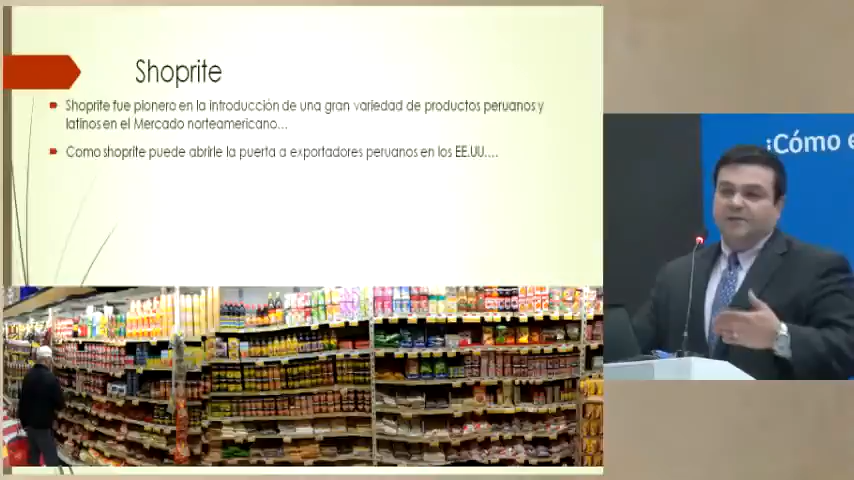 Shoprite
Shoprite fue pionero en la introducción de una gran variedad de productos peruanos y
latinos en el Mercado norteamericano...
Como shoprite puede abrirle la puerta a exportadores peruanos en los EE.UU....
¡Cómo e